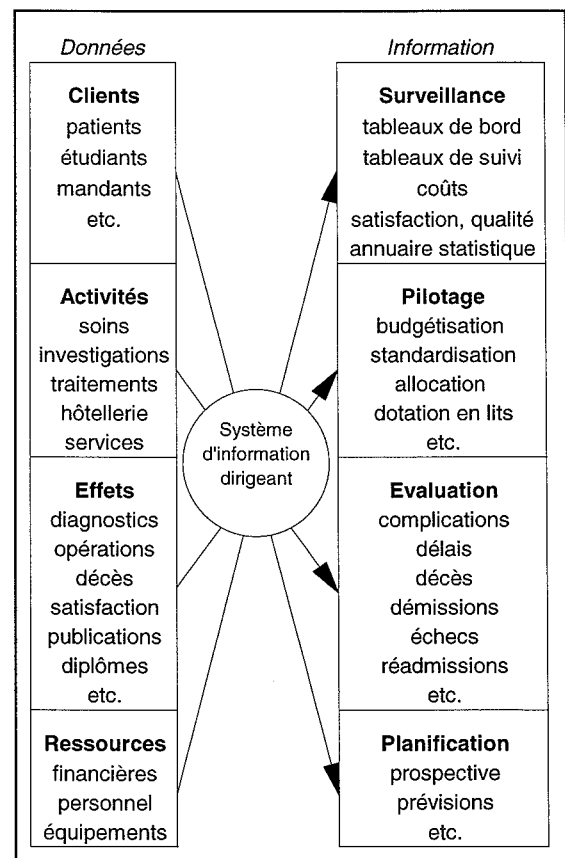 Données
Clients
patients
étudiants
mandants
etc.
Activités
soins
investigations
traitements
hôtellerie
services
Effets
diagnostics
opérations
décès
satisfaction
publications
diplômes
etc.
Ressources
financières
personnel
équipements
Système
d'information
dirigeant
Information
Surveillance
tableaux de bord
tableaux de suivi
coûts
satisfaction, qualité
annuaire statistique
Pilotage
budgétisation
standardisation
allocation
dotation en lits
etc.
Evaluation
complications
délais
décès
démissions
échecs
réadmissions
etc.
Planification
prospective
prévisions
etc.